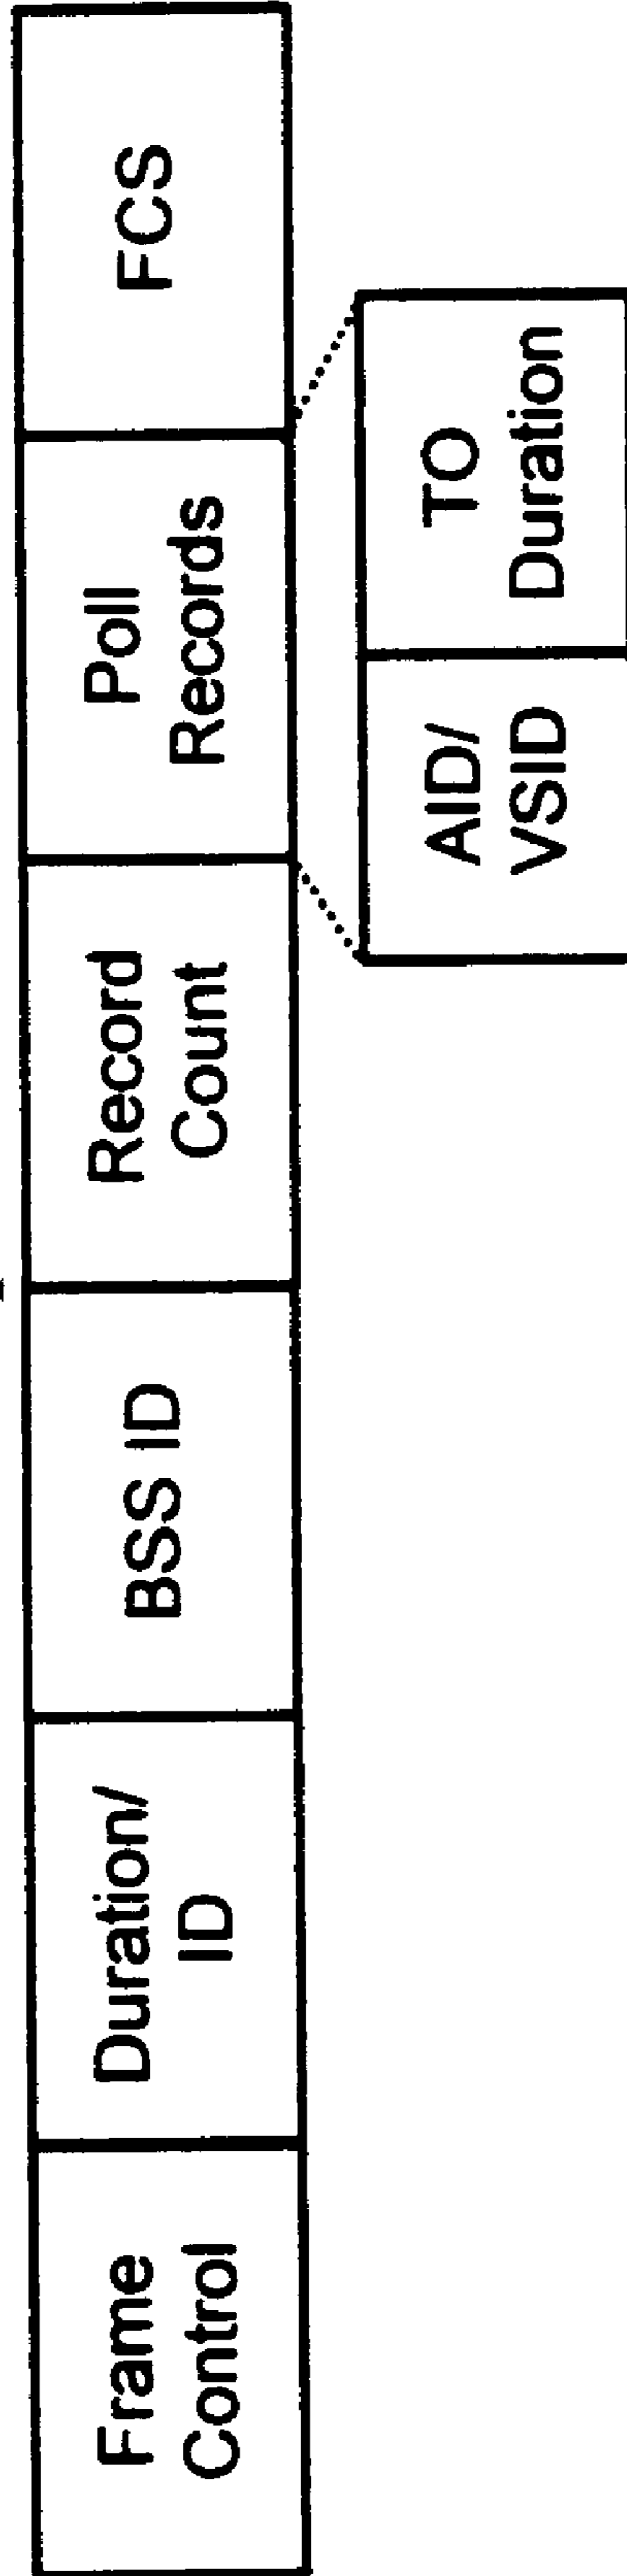 Frame
Control
Duration/
ID
BSS ID
Record
Count
Poll
Records
FCS
AID/
VSID
TO
Duration